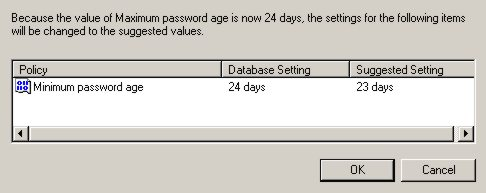 Because the value of Maximum password age is now 24 days, the settings for the following items
will be changed to the suggested values.
Policy Database Setting Suggested Setting
Minimum password age 24 days 23 days
OK Cancel